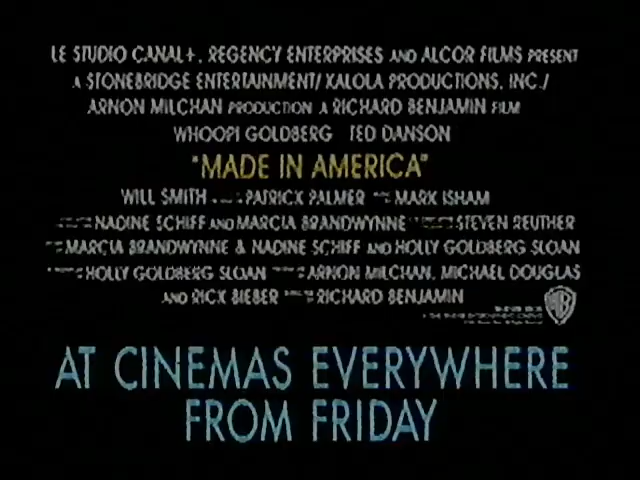 LE STUDIO CANAL+, REGENCY ENTERPRISES AND ALCOR FILMS PRESENT
A STONEBRIDGE ENTERTAINMENT/ XALOLA PRODUCTIONS, INC./
ARNON MILCHAN PRODUCTION A RICHARD BENJAMIN FILM
WHOOPI GOLDBERG TED DANSON
"MADE IN AMERICA"
WILL SMITH PATRICK PALMER MARK ISHAM
NADINE SCHIFF AND MARCIA BRANDWYNNE STEVEN REUTHER
MARCIA BRANDWYNNE & NADINE SCHIFF AND HOLLY GOLDBERG SLOAN
HOLLY GOLDBERG SLOAN ARNON MILCHAN, MICHAEL DOUGLAS
AND RICK BIEBER RICHARD BENJAMIN
WB
AT CINEMAS EVERYWHERE
FROM FRIDAY